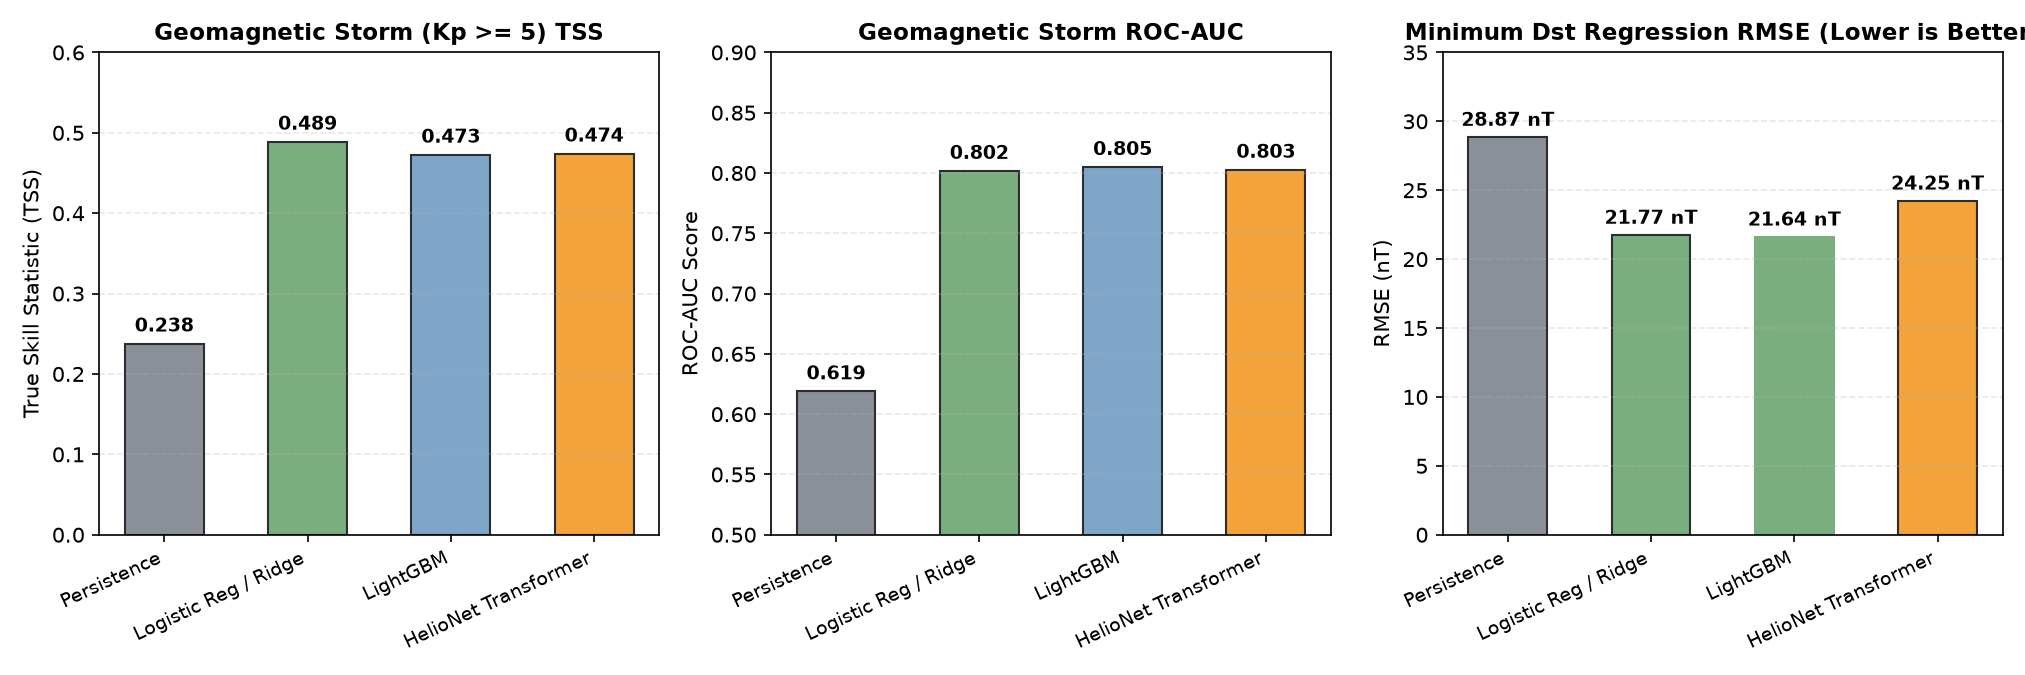 Geomagnetic Storm (Kp >= 5) TSS
True Skill Statistic (TSS)
0.6
0.5
0.4
0.3
0.2
0.1
0.0
0.238
0.489
0.473
0.474
Persistence
Logistic Reg / Ridge
LightGBM
HelioNet Transformer
Geomagnetic Storm ROC-AUC
ROC-AUC Score
0.90
0.85
0.80
0.75
0.70
0.65
0.60
0.55
0.50
0.619
0.802
0.805
0.803
Persistence
Logistic Reg / Ridge
LightGBM
HelioNet Transformer
Minimum Dst Regression RMSE (Lower is Better
RMSE (nT)
35
30
25
20
15
10
5
0
28.87 nT
21.77 nT
21.64 nT
24.25 nT
Persistence
Logistic Reg / Ridge
LightGBM
HelioNet Transformer